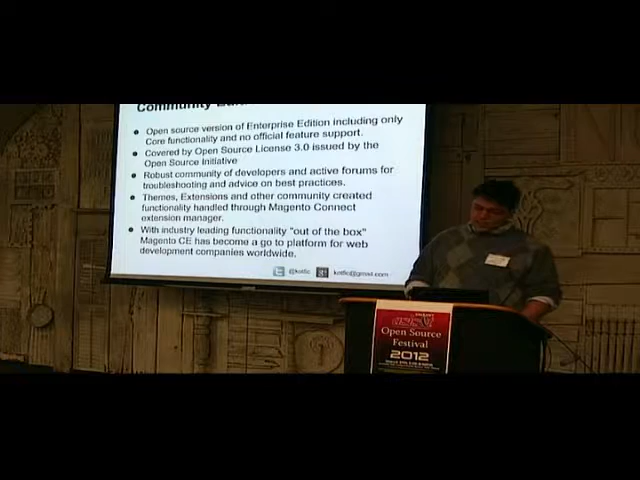 Community
Open source version of Enterprise Edition including only
Core functionality and no official feature support.
Covered by Open Source License 3.0 issued by the
Open Source Initiative
Robust community of developers and active forums for
troubleshooting and advice on best practices.
Themes, Extensions and other community created
functionality handled through Magento Connect
extension manager.
With industry leading functionality "out of the box"
Magento CE has become a go to platform for web
development companies worldwide.
Open Source
Festival
2012